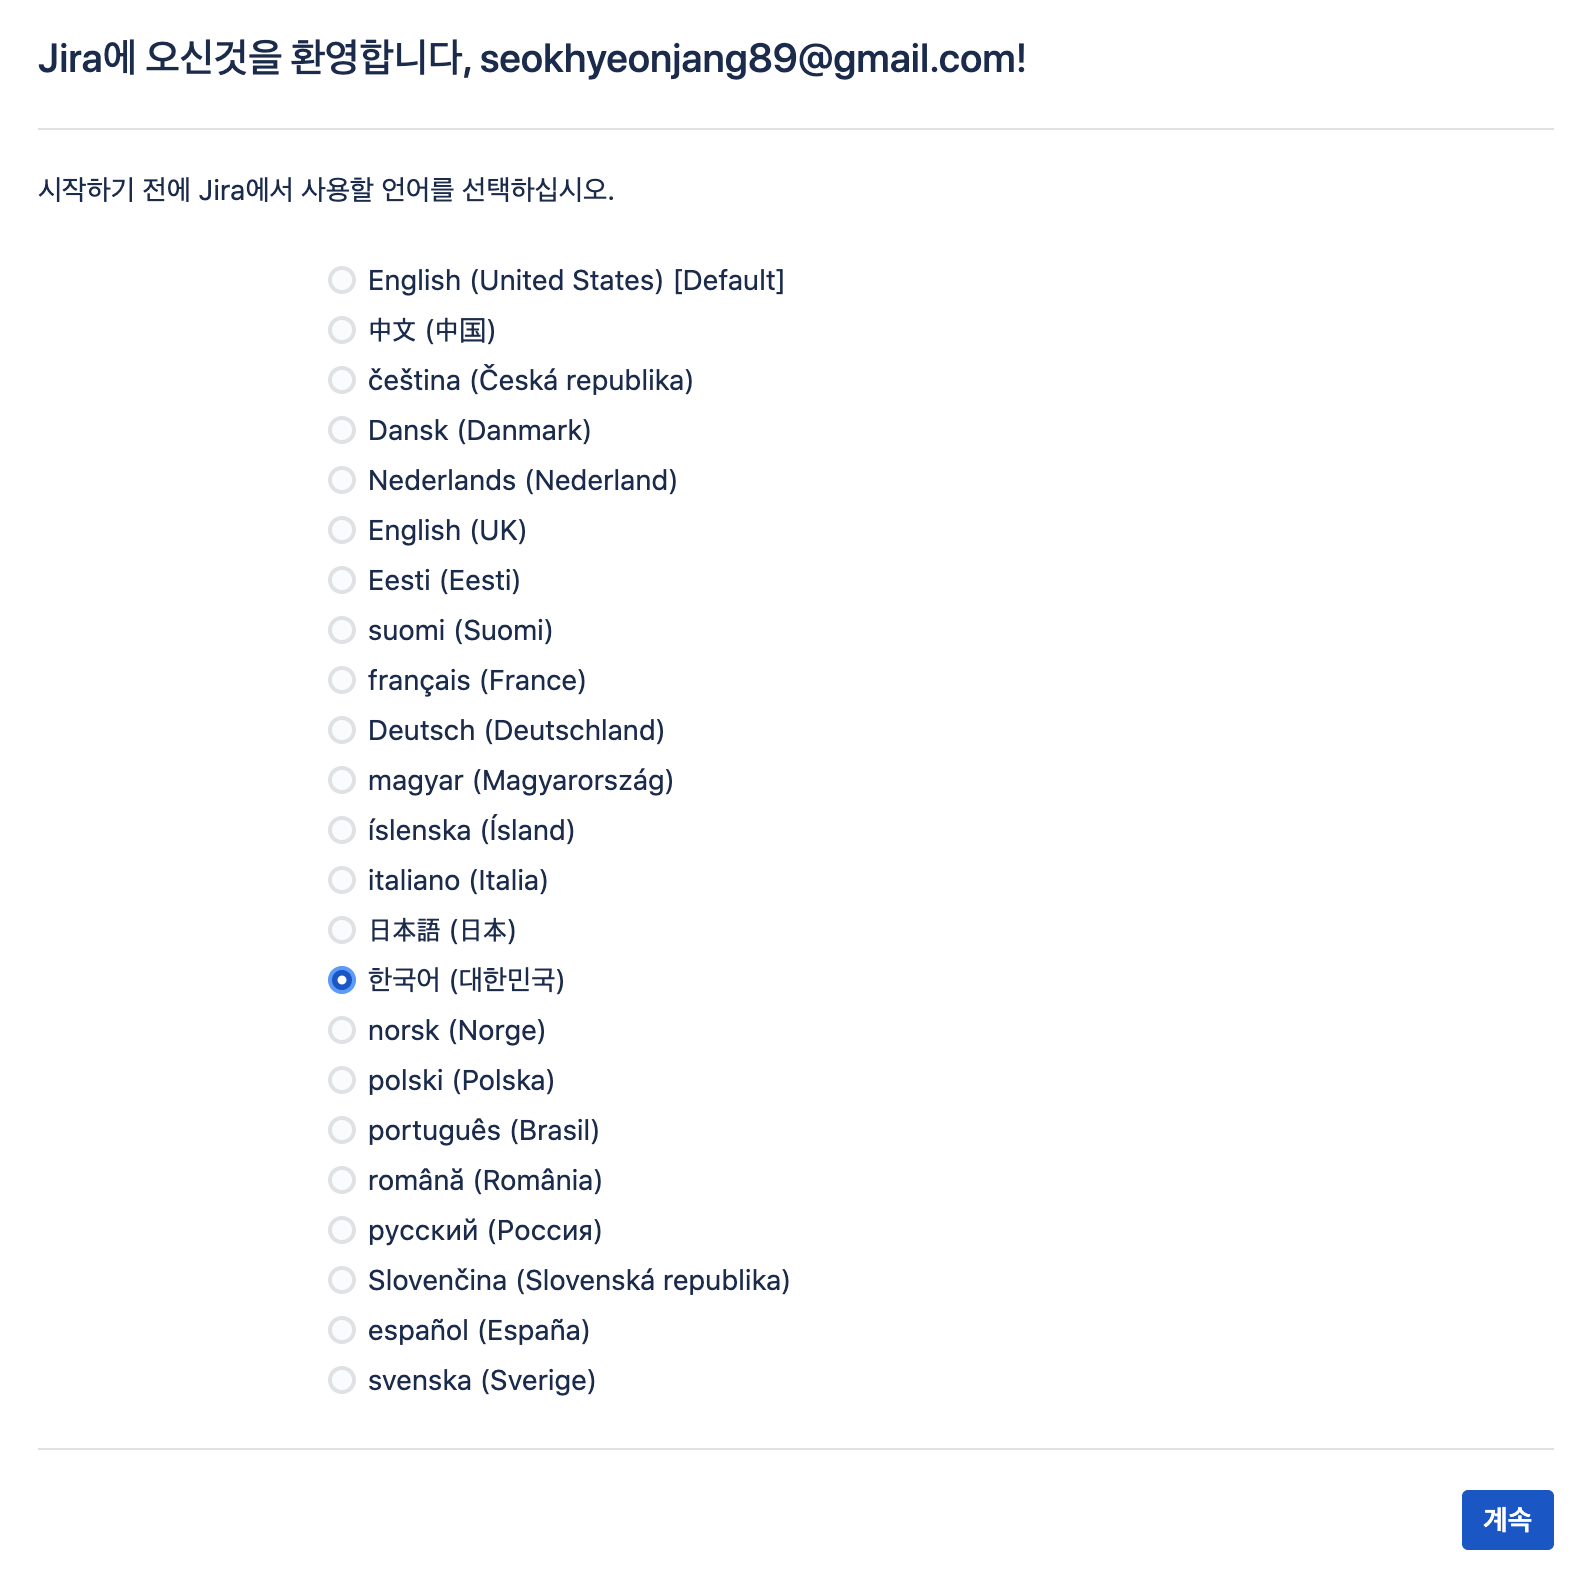 Jira에 오신것을 환영합니다, seokhyeonjang89@gmail.com!
시작하기 전에 Jira에서 사용할 언어를 선택하십시오.
English (United States) [Default]
中文 (中国)
čeština (Česká republika)
Dansk (Danmark)
Nederlands (Nederland)
English (UK)
Eesti (Eesti)
suomi (Suomi)
français (France)
Deutsch (Deutschland)
magyar (Magyarország)
íslenska (Ísland)
italiano (Italia)
日本語 (日本)
한국어 (대한민국)
norsk (Norge)
polski (Polska)
português (Brasil)
română (România)
русский (Россия)
Slovenčina (Slovenská republika)
español (España)
svenska (Sverige)
계속